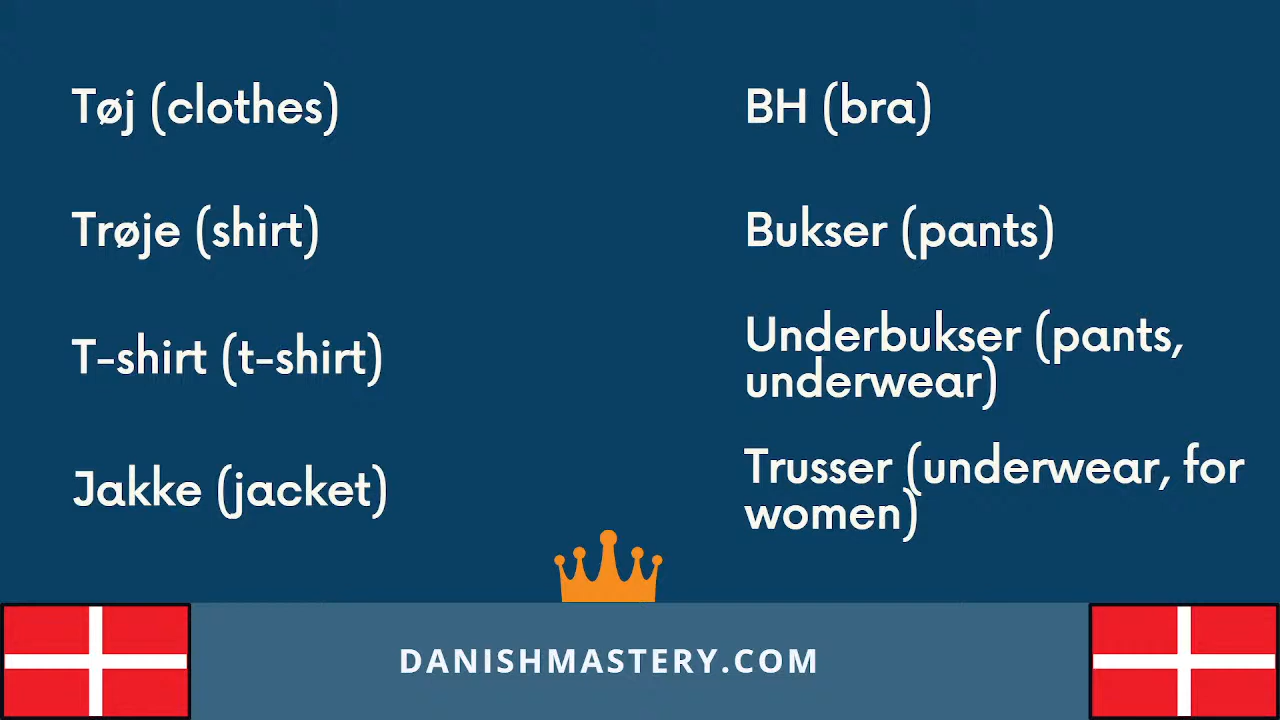 Tøj (clothes)
Trøje (shirt)
T-shirt (t-shirt)
Jakke (jacket)
BH (bra)
Bukser (pants)
Underbukser (pants,
underwear)
Trusser (underwear, for
women)
DANISHMASTERY.COM